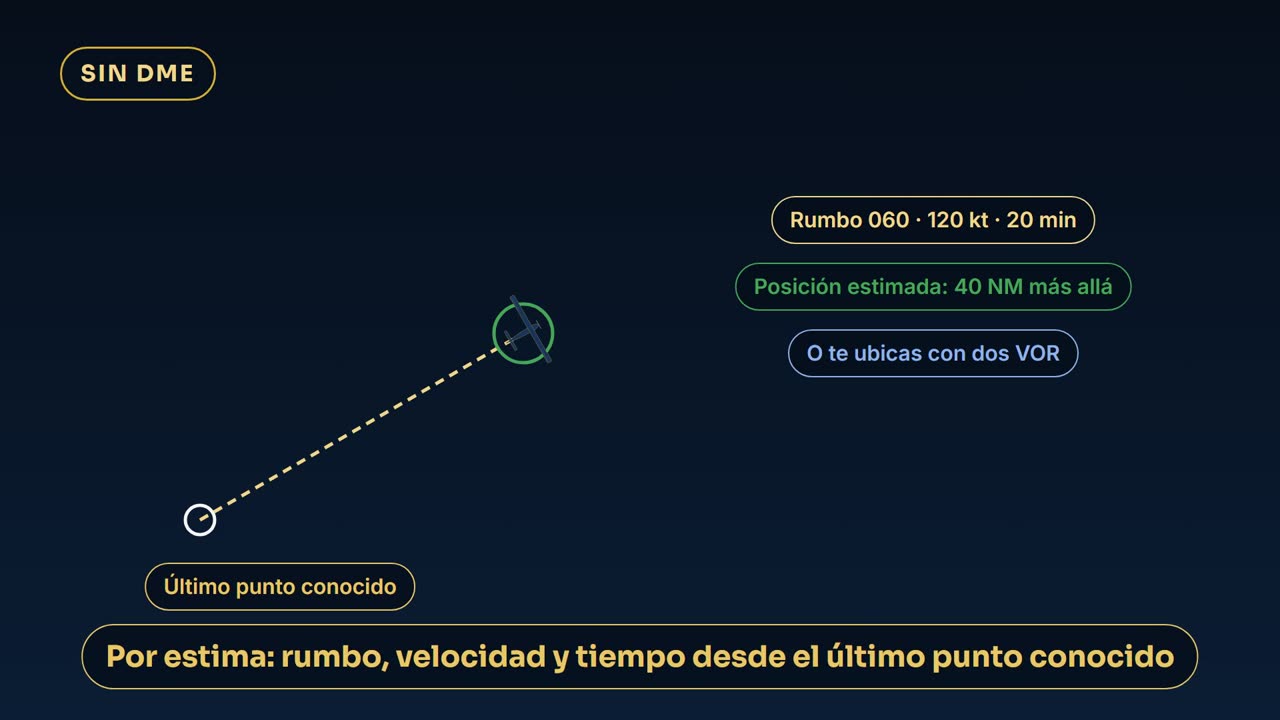 SIN DME
Rumbo 060 · 120 kt · 20 min
Posición estimada: 40 NM más allá
O te ubicas con dos VOR
Último punto conocido
Por estima: rumbo, velocidad y tiempo desde el último punto conocido